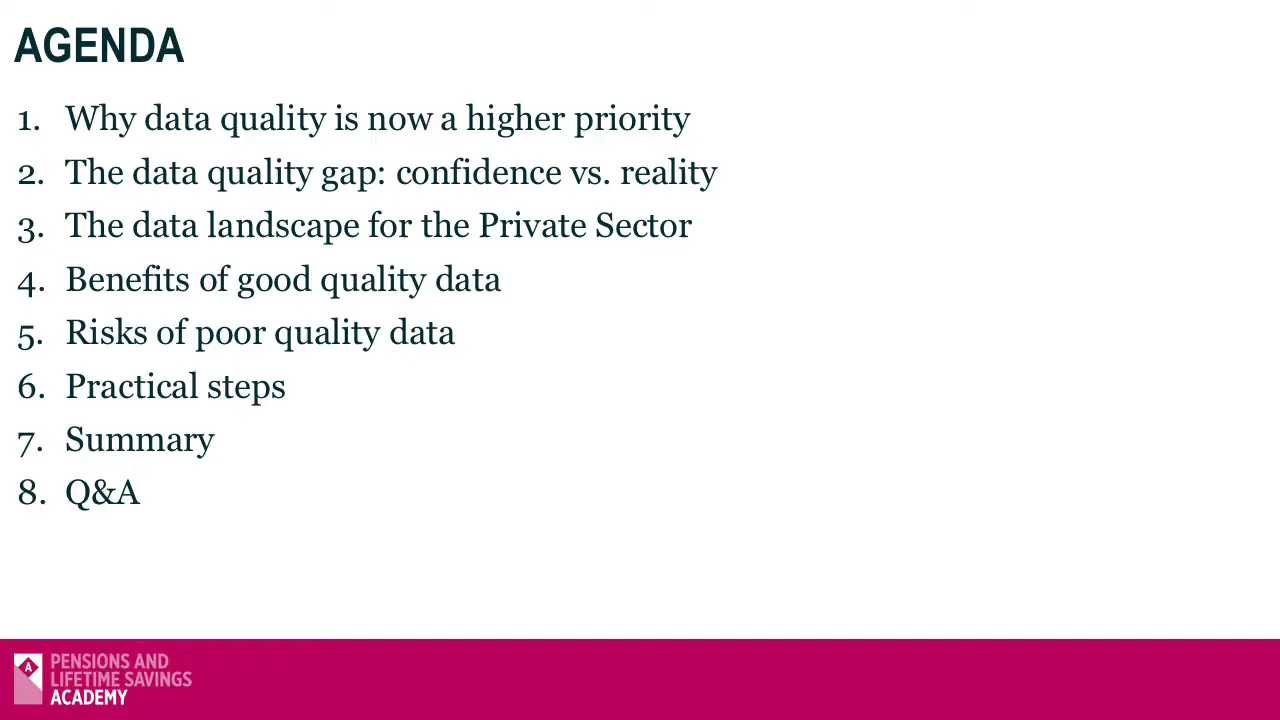 AGENDA
1. Why data quality is now a higher priority
2. The data quality gap: confidence vs. reality
3. The data landscape for the Private Sector
4. Benefits of good quality data
5. Risks of poor quality data
6. Practical steps
7. Summary
8. Q&A
A
PENSIONS AND
LIFETIME SAVINGS
ACADEMY